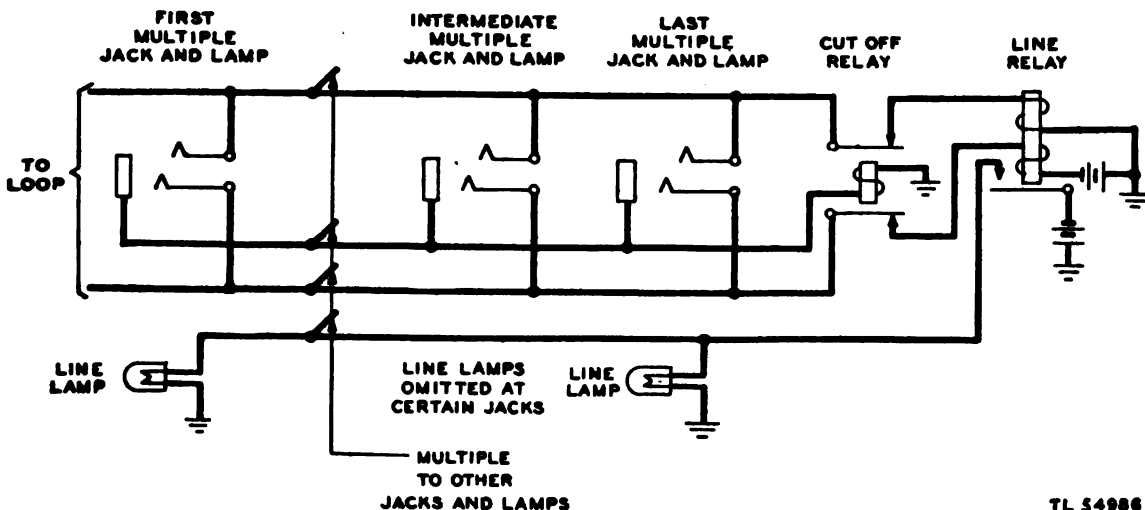 FIRST
MULTIPLE
JACK AND LAMP
INTERMEDIATE
MULTIPLE
JACK AND LAMP
LAST
MULTIPLE
JACK AND LAMP
CUT OFF
RELAY
LINE
RELAY
TO
LOOP
LINE
LAMP
LINE LAMPS
OMITTED AT
CERTAIN JACKS
LINE
LAMP
MULTIPLE
TO OTHER
JACKS AND LAMPS
TL 54986